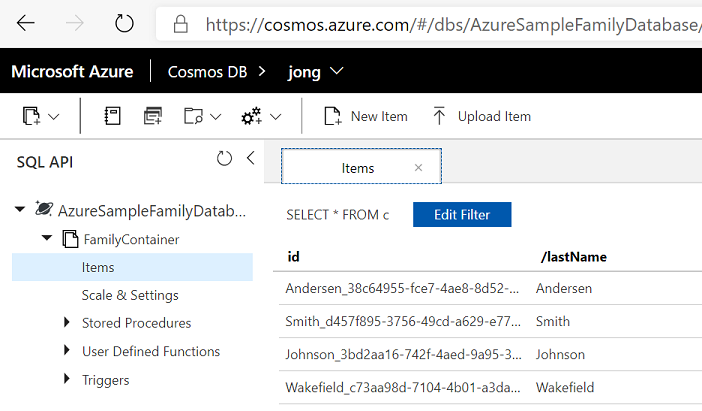 https://cosmos.azure.com/#/dbs/AzureSampleFamilyDatabase/
Microsoft Azure Cosmos DB > jong
New Item Upload Item
SQL API
Items ×
AzureSampleFamilyDatab...
FamilyContainer
Items
Scale & Settings
Stored Procedures
User Defined Functions
Triggers
SELECT * FROM c Edit Filter
id /lastName
Andersen_38c64955-fce7-4ae8-8d52-... Andersen
Smith_d457f895-3756-49cd-a629-e77... Smith
Johnson_3bd2aa16-742f-4aed-9a95-3... Johnson
Wakefield_c73aa98d-7104-4b01-a3da... Wakefield